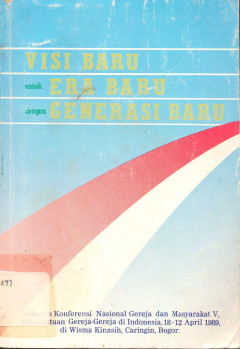 VISI BARU
untuk ERA BARU
dengan GENERASI BARU
Konferensi Nasional Gereja dan Masyarakat V,
Gereja-Gereja di Indonesia, 18-12 April 1989,
di Wisma Kinasih, Caringin, Bogor.